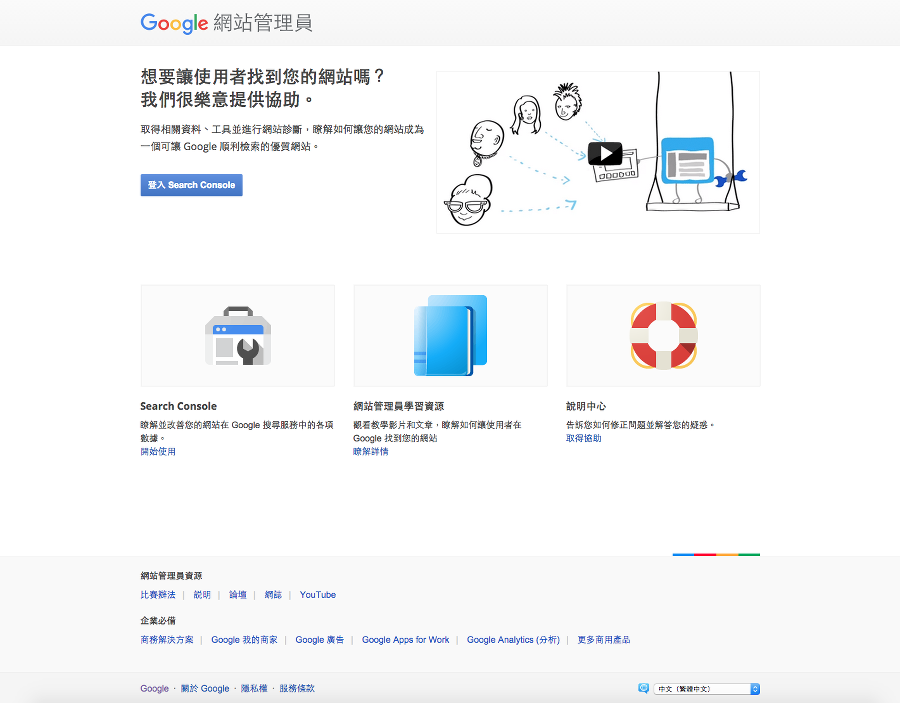 Google 網站管理員
想要讓使用者找到您的網站嗎？
我們很樂意提供協助。
取得相關資料、工具並進行網站診斷，瞭解如何讓您的網站成為
一個可讓 Google 順利檢索的優質網站。
登入 Search Console
Search Console
瞭解並改善您的網站在 Google 搜尋服務中的各項
數據。
開始使用
網站管理員學習資源
觀看教學影片和文章，瞭解如何讓使用者在
Google 找到您的網站
瞭解詳情
說明中心
告訴您如何修正問題並解答您的疑惑。
取得協助
網站管理員資源
比賽辦法 | 説明 | 論壇 | 網誌 | YouTube
企業必備
商務解決方案 | Google 我的商家 | Google 廣告 | Google Apps for Work | Google Analytics (分析) | 更多商用產品
Google · 關於 Google · 隱私權 · 服務條款
中文（繁體中文）